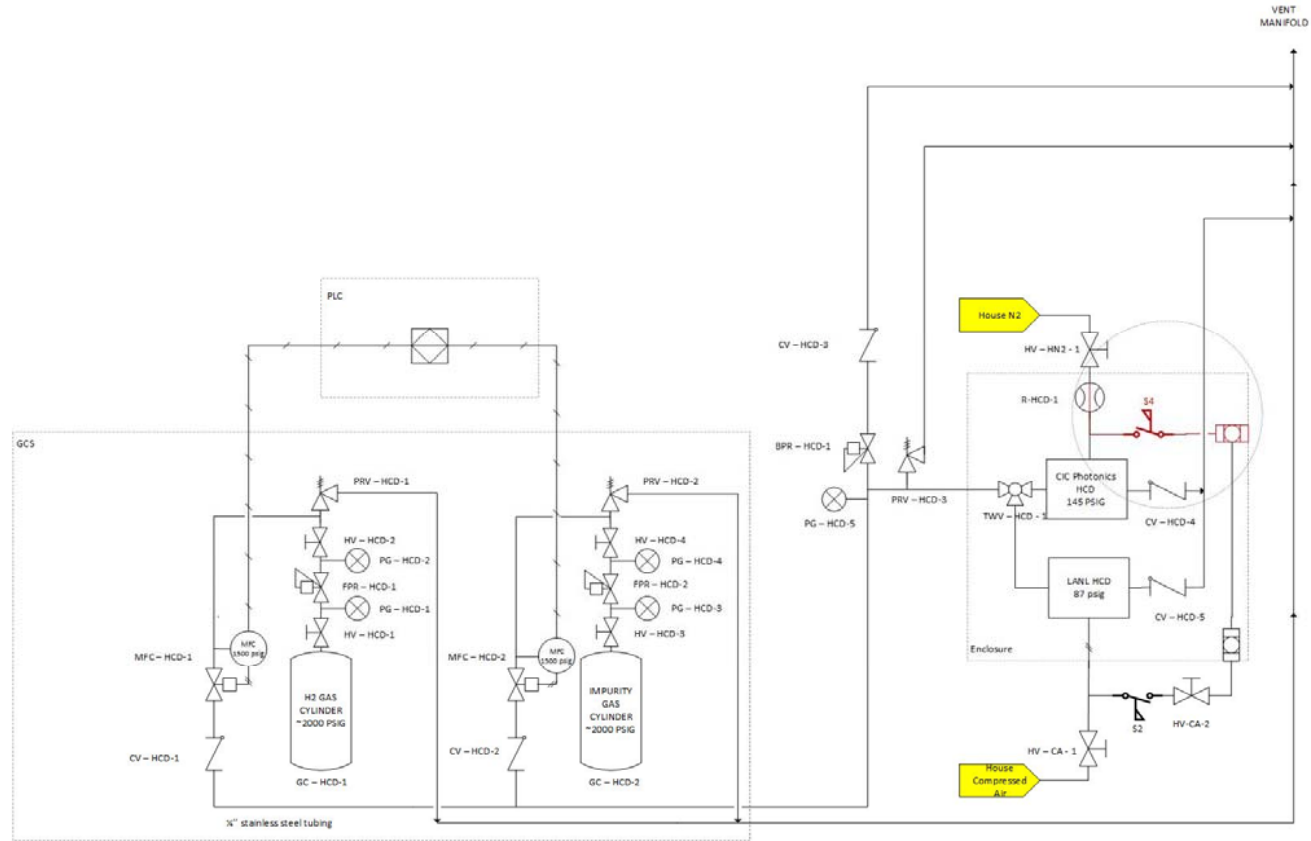 VENT
MANIFOLD
PLC
House N2
CV – HCD-3
HV – HN2 - 1
R-HCD-1
S4
GCS
BPR – HCD-1
PRV – HCD-1
PRV – HCD-2
CIC Photonics
HCD
145 PSIG
PG – HCD-5
PRV – HCD-3
TWV – HCD - 1
CV – HCD-4
HV – HCD-2
HV – HCD-4
PG – HCD-2
PG – HCD-4
FPR – HCD-1
FPR – HCD-2
LANL HCD
87 psig
PG – HCD-1
PG – HCD-3
CV – HCD-5
HV – HCD-1
HV – HCD-3
MFC
1500 psig
MFC
1500 psig
MFC – HCD-1
MFC – HCD-2
Enclosure
H2 GAS
CYLINDER
~2000 PSIG
IMPURITY
GAS
CYLINDER
~2000 PSIG
S2
HV-CA-2
CV – HCD-1
CV – HCD-2
HV – CA - 1
GC – HCD-1
GC – HCD-2
House
Compressed
Air
¼'' stainless steel tubing